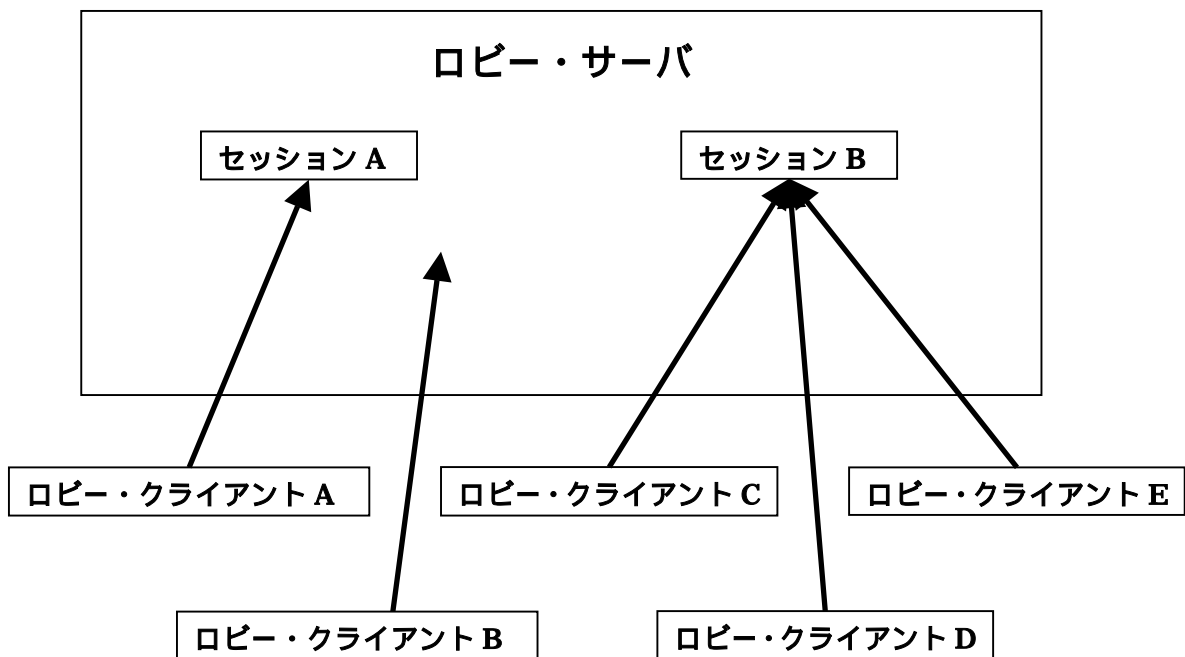 ロビー・サーバ
セッション A
セッション B
ロビー・クライアント A
ロビー・クライアント C
ロビー・クライアント E
ロビー・クライアント B
ロビー・クライアント D